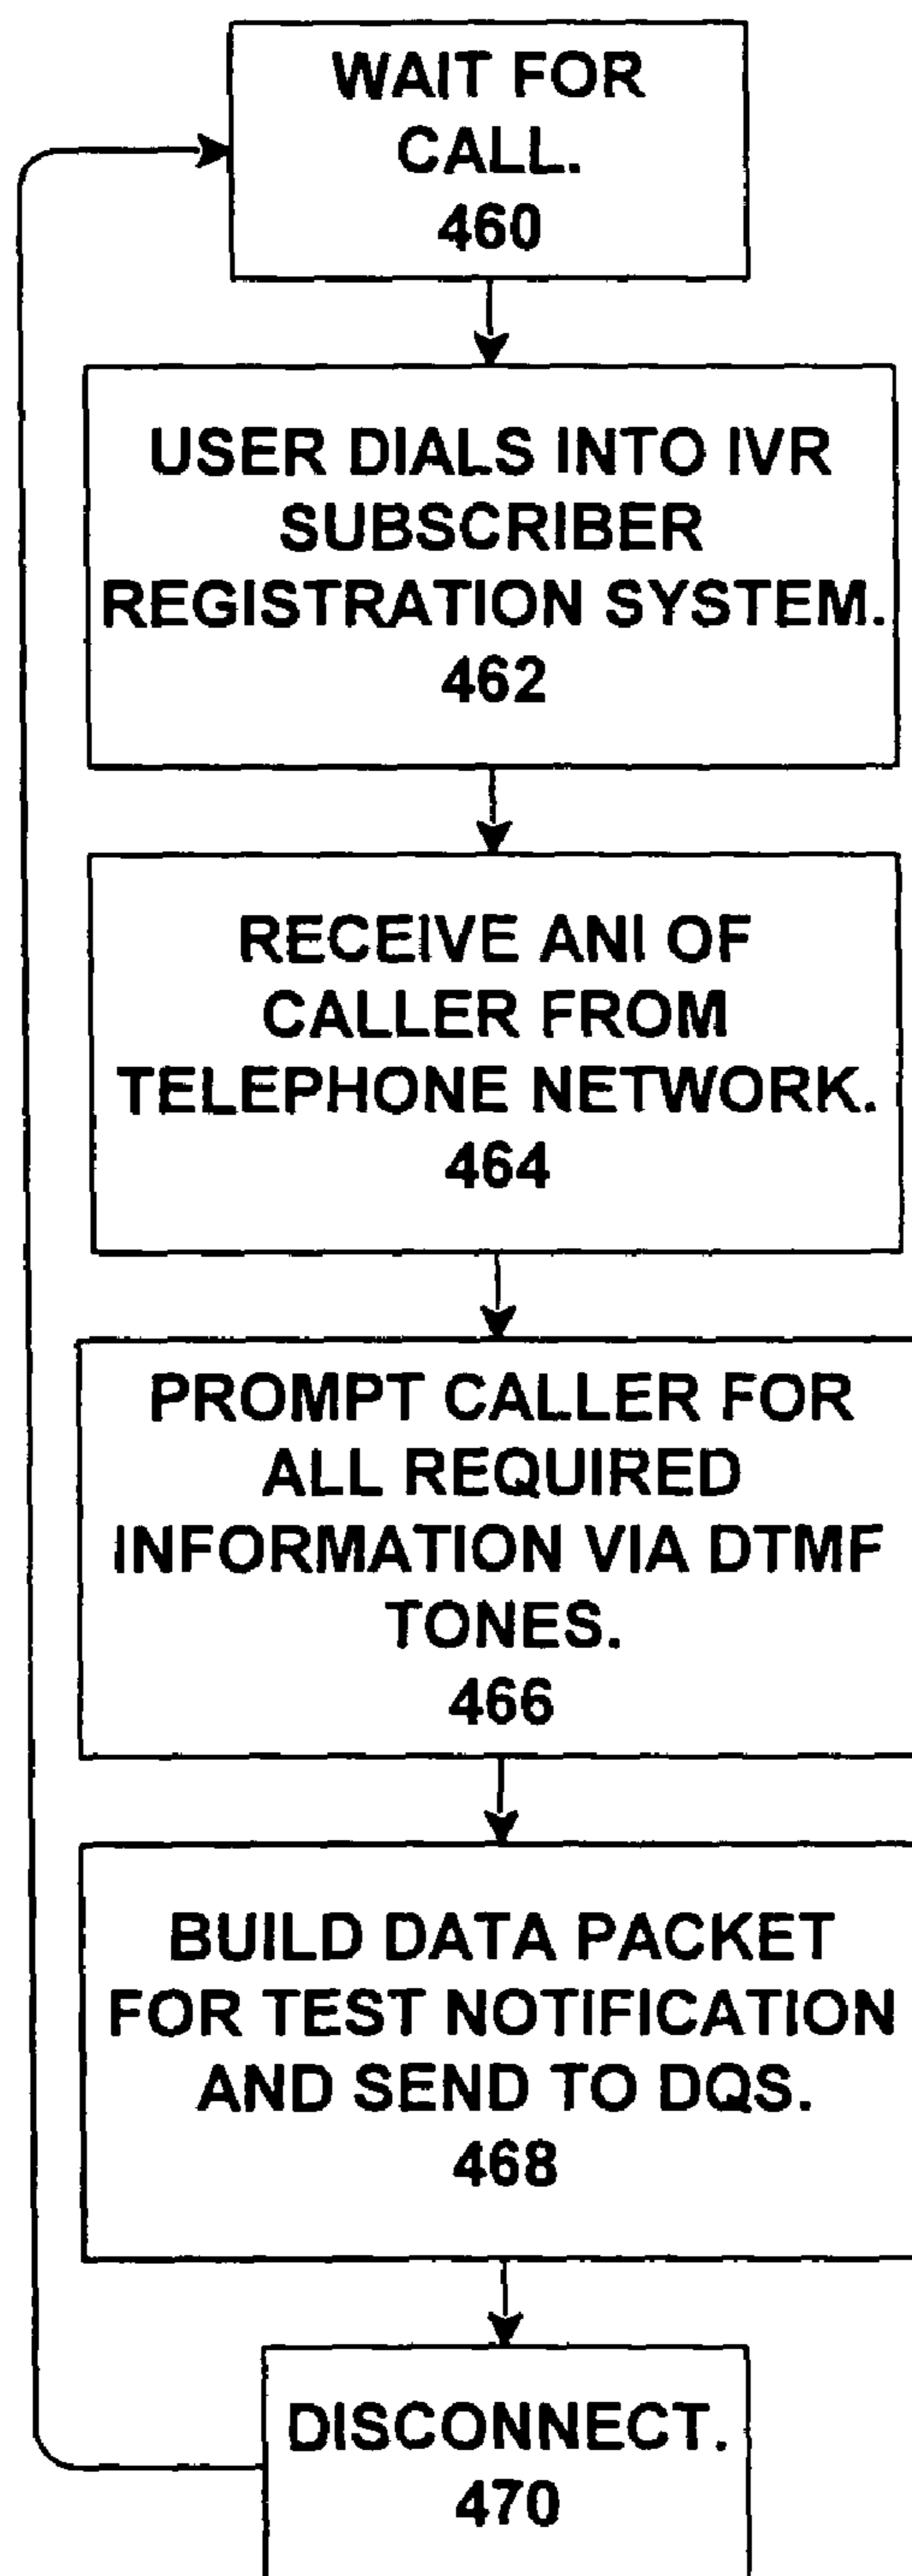 WAIT FOR
CALL.
460
USER DIALS INTO IVR
SUBSCRIBER
REGISTRATION SYSTEM.
462
RECEIVE ANI OF
CALLER FROM
TELEPHONE NETWORK.
464
PROMPT CALLER FOR
ALL REQUIRED
INFORMATION VIA DTMF
TONES.
466
BUILD DATA PACKET
FOR TEST NOTIFICATION
AND SEND TO DQS.
468
DISCONNECT.
470